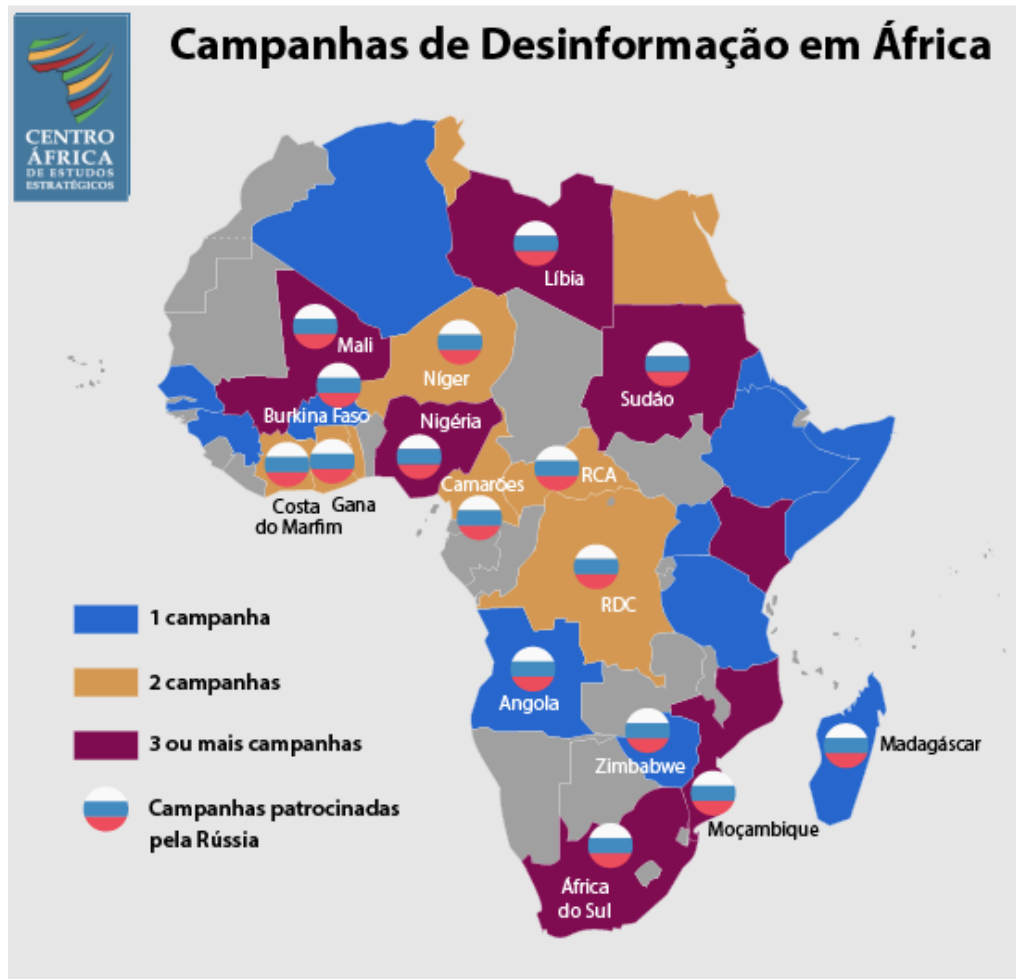 CENTRO
ÁFRICA
DE ESTUDOS
ESTRATÉGICOS
Campanhas de Desinformação em África
Líbia
Mali
Níger
Sudáo
Burkina Faso
Nigéria
Camarões
RCA
Costa
do Marfim
Gana
RDC
Angola
Zimbabwe
Madagáscar
Moçambique
África
do Sul
1 campanha
2 campanhas
3 ou mais campanhas
Campanhas patrocinadas
pela Rússia